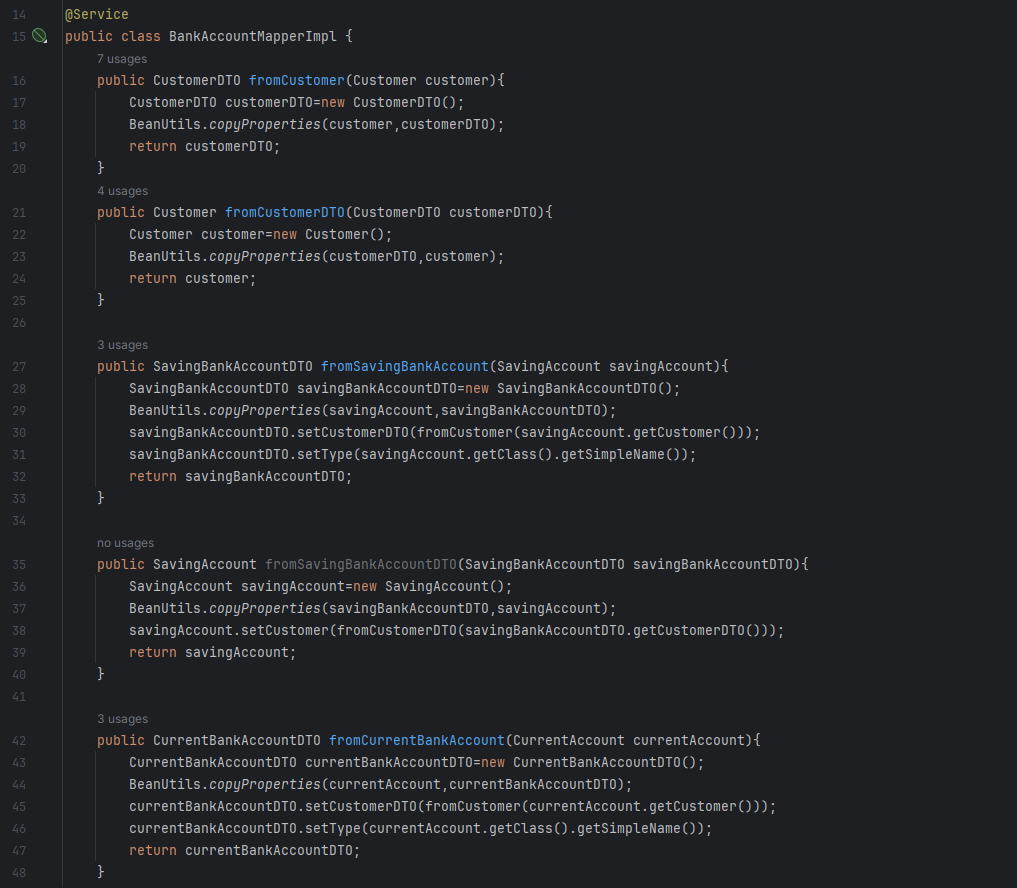 14 @Service
15 public class BankAccountMapperImpl {
7 usages
16 public CustomerDTO fromCustomer(Customer customer){
17 CustomerDTO customerDTO=new CustomerDTO();
18 BeanUtils.copyProperties(customer,customerDTO);
19 return customerDTO;
20 }
4 usages
21 public Customer fromCustomerDTO(CustomerDTO customerDTO){
22 Customer customer=new Customer();
23 BeanUtils.copyProperties(customerDTO,customer);
24 return customer;
25 }
26
3 usages
27 public SavingBankAccountDTO fromSavingBankAccount(SavingAccount savingAccount){
28 SavingBankAccountDTO savingBankAccountDTO=new SavingBankAccountDTO();
29 BeanUtils.copyProperties(savingAccount,savingBankAccountDTO);
30 savingBankAccountDTO.setCustomerDTO(fromCustomer(savingAccount.getCustomer()));
31 savingBankAccountDTO.setType(savingAccount.getClass().getSimpleName());
32 return savingBankAccountDTO;
33 }
34
no usages
35 public SavingAccount fromSavingBankAccountDTO(SavingBankAccountDTO savingBankAccountDTO){
36 SavingAccount savingAccount=new SavingAccount();
37 BeanUtils.copyProperties(savingBankAccountDTO,savingAccount);
38 savingAccount.setCustomer(fromCustomerDTO(savingBankAccountDTO.getCustomerDTO()));
39 return savingAccount;
40 }
41
3 usages
42 public CurrentBankAccountDTO fromCurrentBankAccount(CurrentAccount currentAccount){
43 CurrentBankAccountDTO currentBankAccountDTO=new CurrentBankAccountDTO();
44 BeanUtils.copyProperties(currentAccount,currentBankAccountDTO);
45 currentBankAccountDTO.setCustomerDTO(fromCustomer(currentAccount.getCustomer()));
46 currentBankAccountDTO.setType(currentAccount.getClass().getSimpleName());
47 return currentBankAccountDTO;
48 }